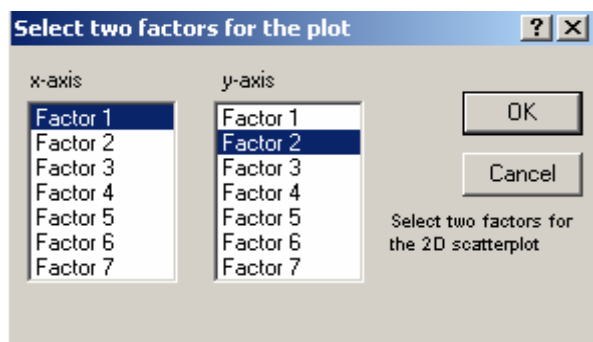 Select two factors for the plot
x-axis
Factor 1
Factor 2
Factor 3
Factor 4
Factor 5
Factor 6
Factor 7
y-axis
Factor 1
Factor 2
Factor 3
Factor 4
Factor 5
Factor 6
Factor 7
OK
Cancel
Select two factors for
the 2D scatterplot